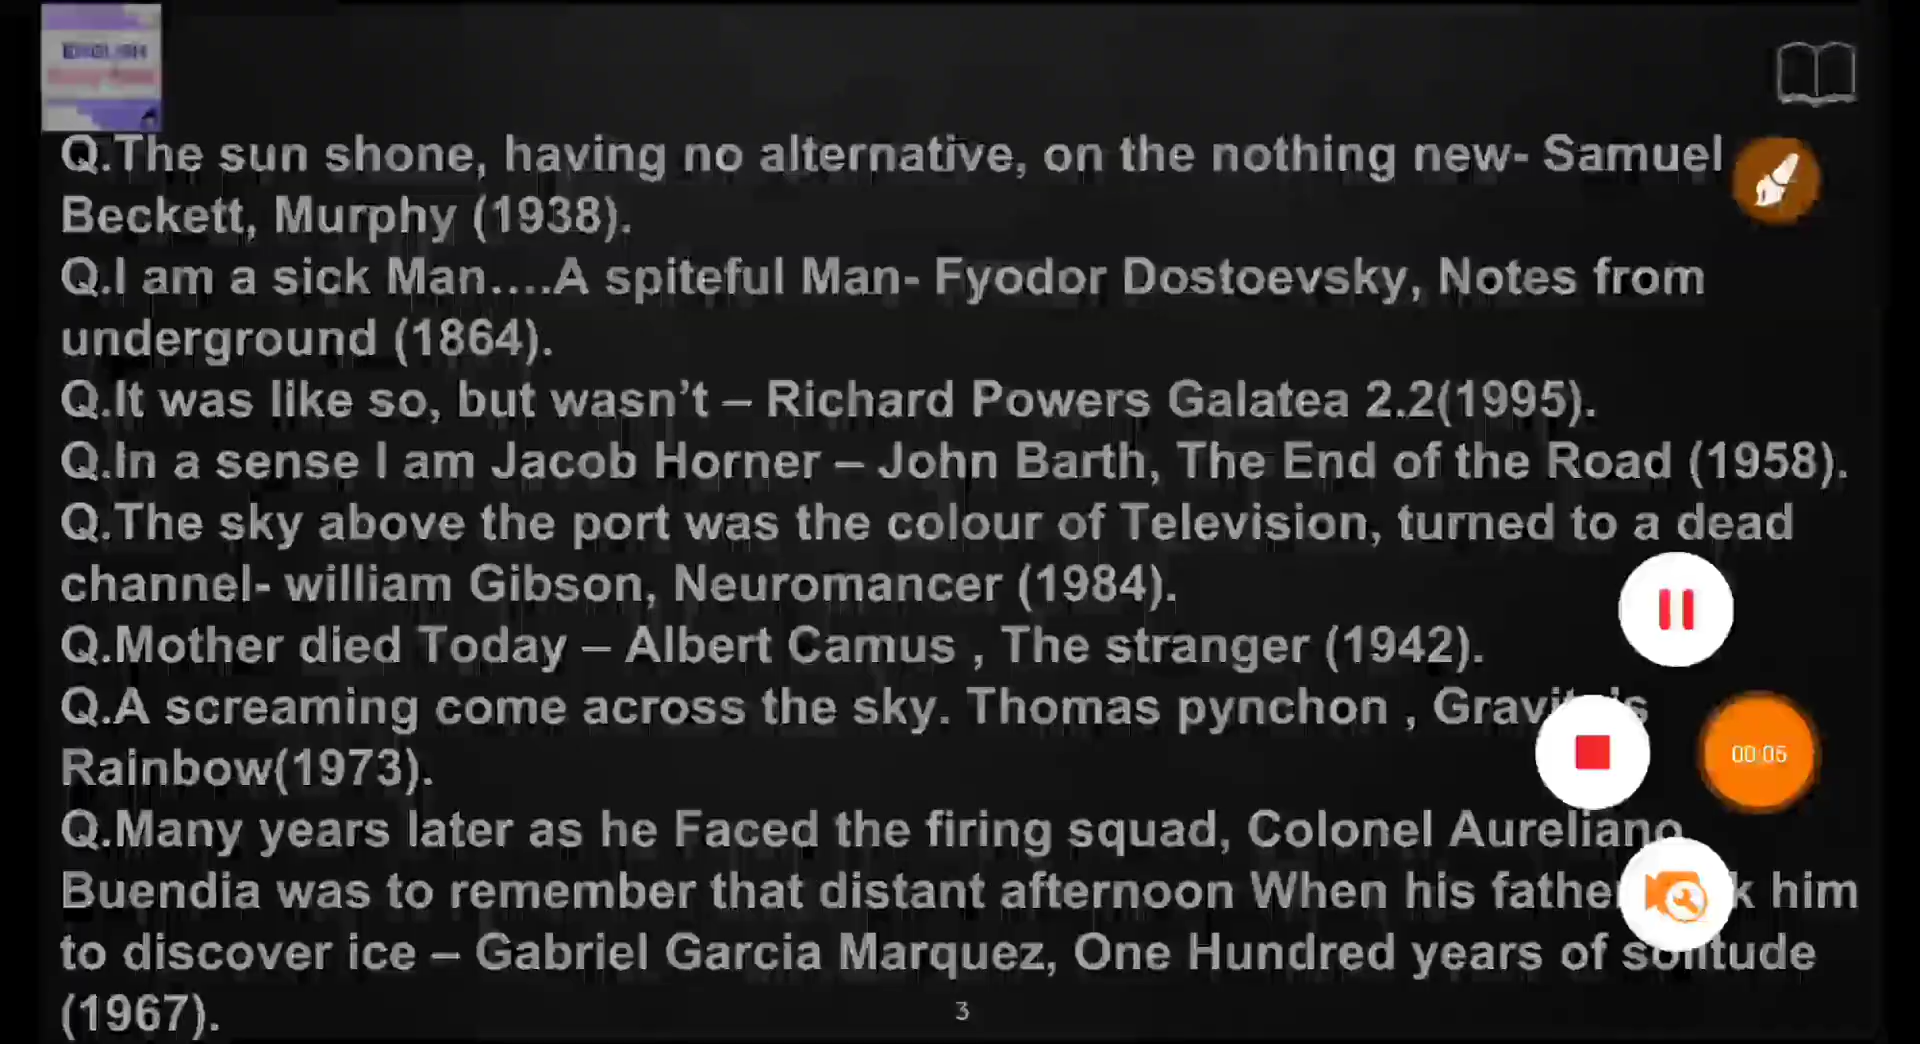 ENGLISH
Q.The sun shone, having no alternative, on the nothing new- Samuel
Beckett, Murphy (1938).
Q.I am a sick Man....A spiteful Man- Fyodor Dostoevsky, Notes from
underground (1864).
Q.It was like so, but wasn’t – Richard Powers Galatea 2.2(1995).
Q.In a sense I am Jacob Horner – John Barth, The End of the Road (1958).
Q.The sky above the port was the colour of Television, turned to a dead
channel- william Gibson, Neuromancer (1984).
Q.Mother died Today – Albert Camus , The stranger (1942).
Q.A screaming come across the sky. Thomas pynchon , Gravity's
Rainbow(1973).
00:05
Q.Many years later as he Faced the firing squad, Colonel Aureliano
Buendia was to remember that distant afternoon When his father him
to discover ice – Gabriel Garcia Marquez, One Hundred years of solitude
(1967).
3